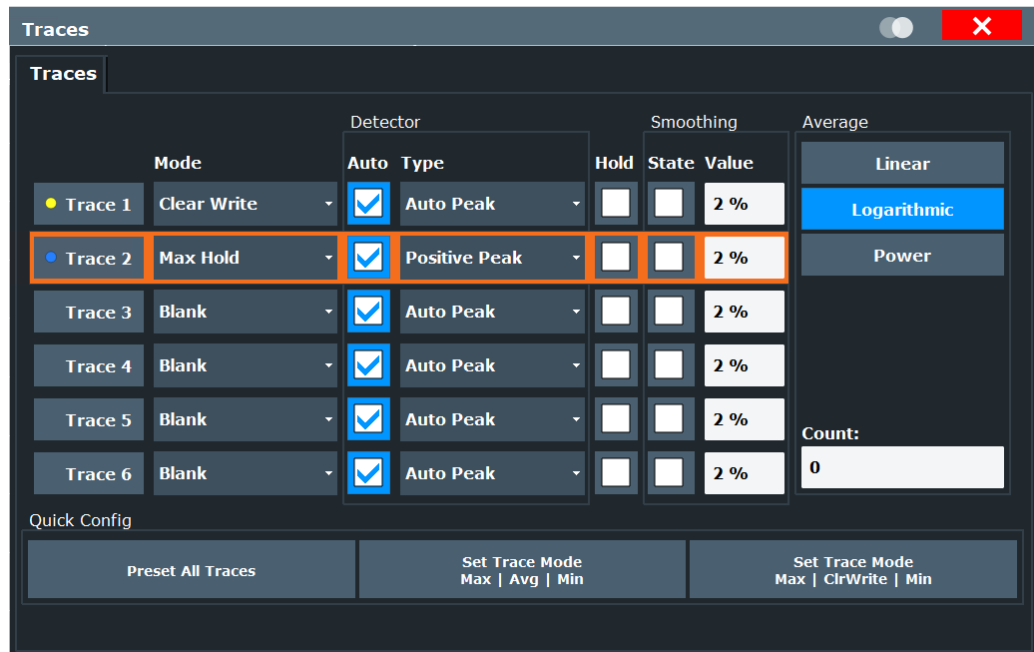 Traces
Traces
Detector Smoothing Average
Mode Auto Type Hold State Value Linear
Trace 1 Clear Write Auto Peak 2 % Logarithmic
Trace 2 Max Hold Positive Peak 2 % Power
Trace 3 Blank Auto Peak 2 %
Trace 4 Blank Auto Peak 2 %
Trace 5 Blank Auto Peak 2 % Count:
Trace 6 Blank Auto Peak 2 % 0
Quick Config
Preset All Traces
Set Trace Mode
Max | Avg | Min
Set Trace Mode
Max | ClrWrite | Min